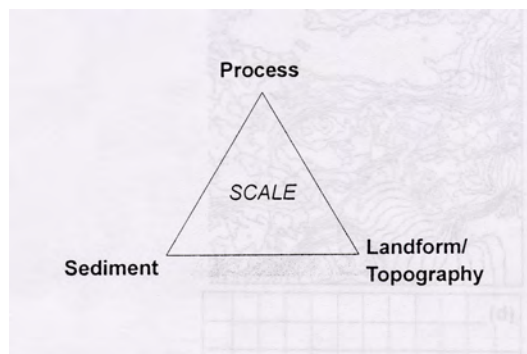 Process
SCALE
Sediment
Landform/
Topography
(d)